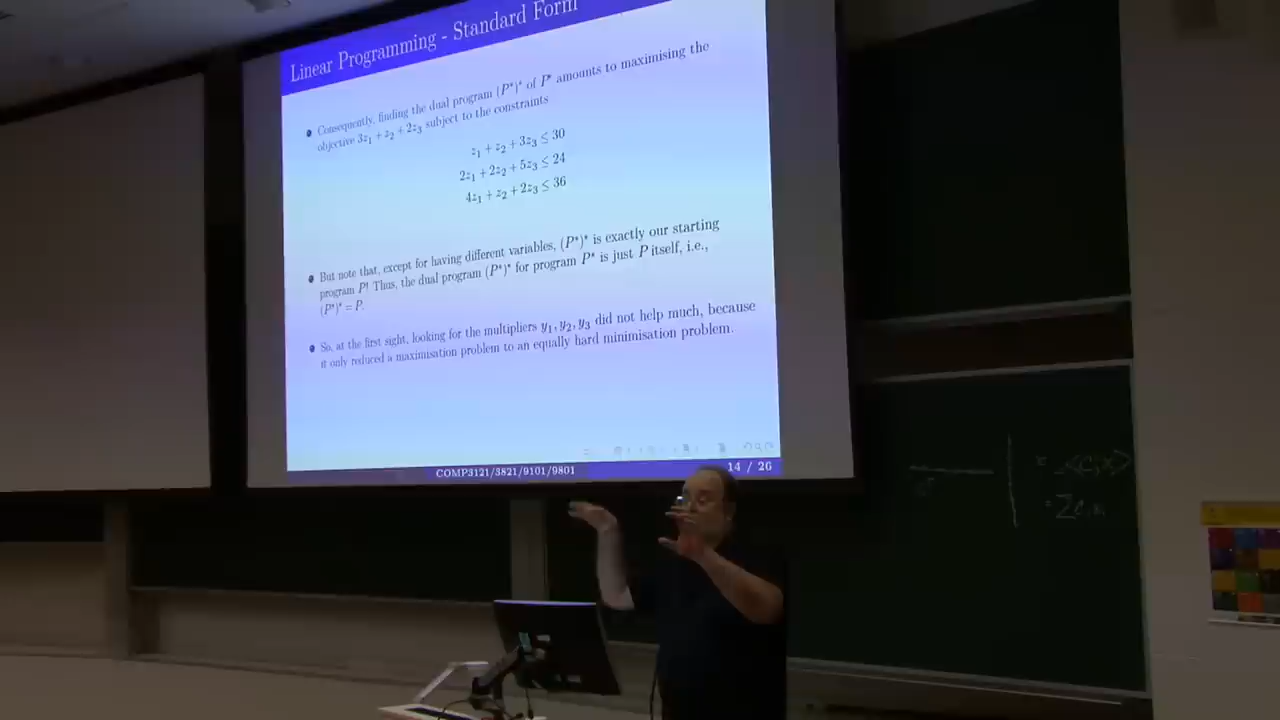 Linear Programming - Standard Form
Consequently, finding the dual program (P*)* of P* amounts to maximising the
objective 3z₁ + z₂ + 2z₃ subject to the constraints
z₁ + z₂ + 3z₃ ≤ 30
2z₁ + 2z₂ + 5z₃ ≤ 24
4z₁ + z₂ + 2z₃ ≤ 36
But note that, except for having different variables, (P*)* is exactly our starting
program P! Thus, the dual program (P*)* for program P* is just P itself, i.e.,
(P*)* = P.
So, at the first sight, looking for the multipliers y₁, y₂, y₃ did not help much, because
it only reduced a maximisation problem to an equally hard minimisation problem.
COMP3121/3821/9101/9801
14 / 26